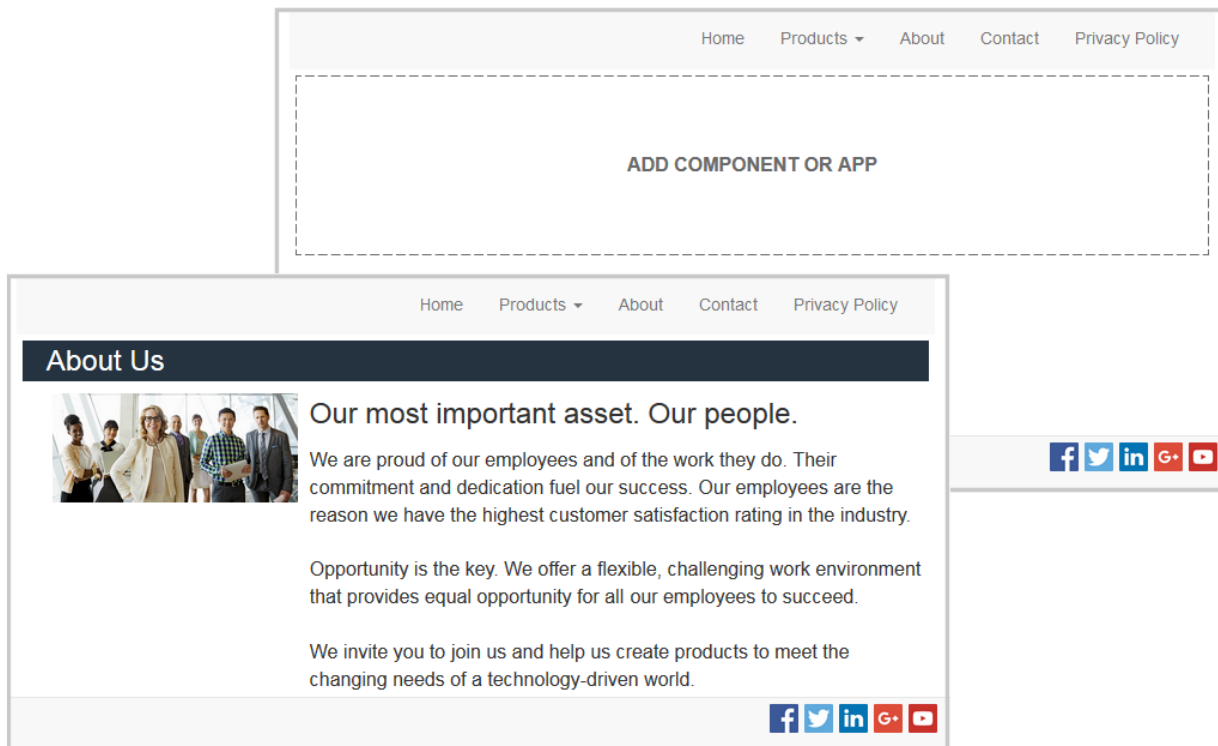 Home Products About Contact Privacy Policy
ADD COMPONENT OR APP
Home Products About Contact Privacy Policy
About Us
Our most important asset. Our people.
We are proud of our employees and of the work they do. Their
commitment and dedication fuel our success. Our employees are the
reason we have the highest customer satisfaction rating in the industry.
Opportunity is the key. We offer a flexible, challenging work environment
that provides equal opportunity for all our employees to succeed.
We invite you to join us and help us create products to meet the
changing needs of a technology-driven world.
f in G+
f in G+